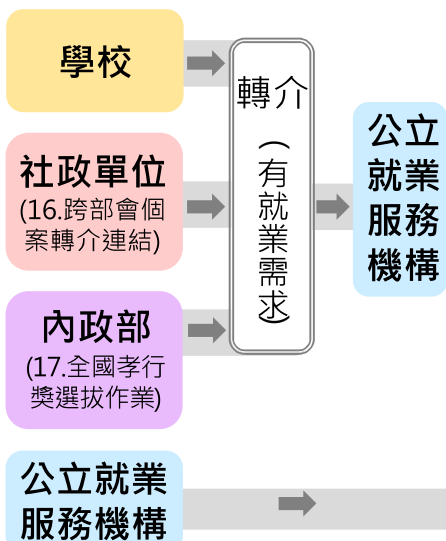 學校
社政單位
(16.跨部會個
案轉介連結)
內政部
(17.全國孝行
獎選拔作業)
公立就業
服務機構
轉介
(有就業需求)
公立
就業
服務
機構